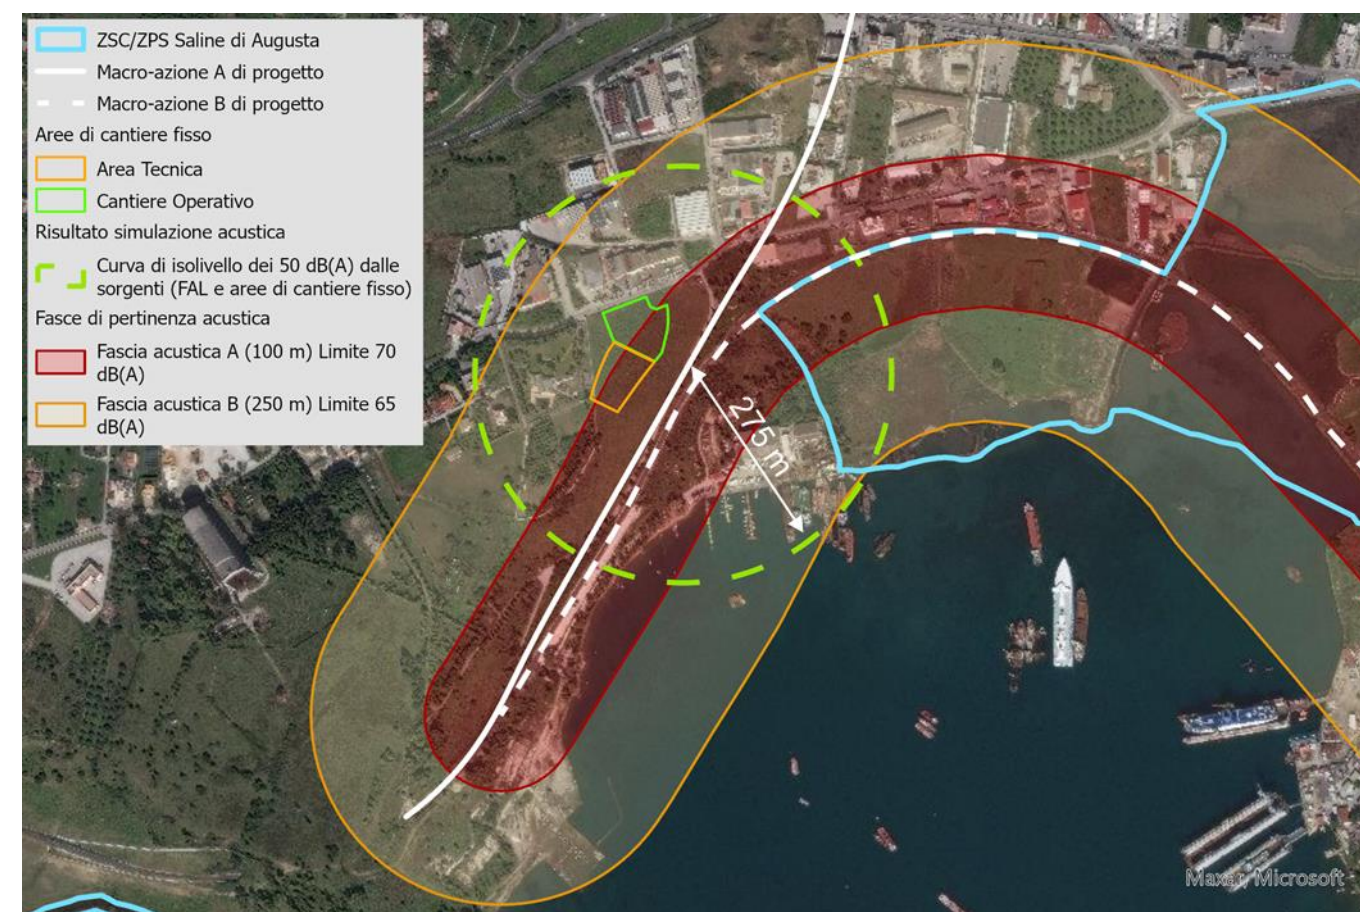 ZSC/ZPS Saline di Augusta
Macro-azione A di progetto
Macro-azione B di progetto
Aree di cantiere fisso
Area Tecnica
Cantiere Operativo
Risultato simulazione acustica
Curva di isolivello dei 50 dB(A) dalle
sorgenti (FAL e aree di cantiere fisso)
Fasce di pertinenza acustica
Fascia acustica A (100 m) Limite 70
dB(A)
Fascia acustica B (250 m) Limite 65
dB(A)
275 m
Maxar, Microsoft